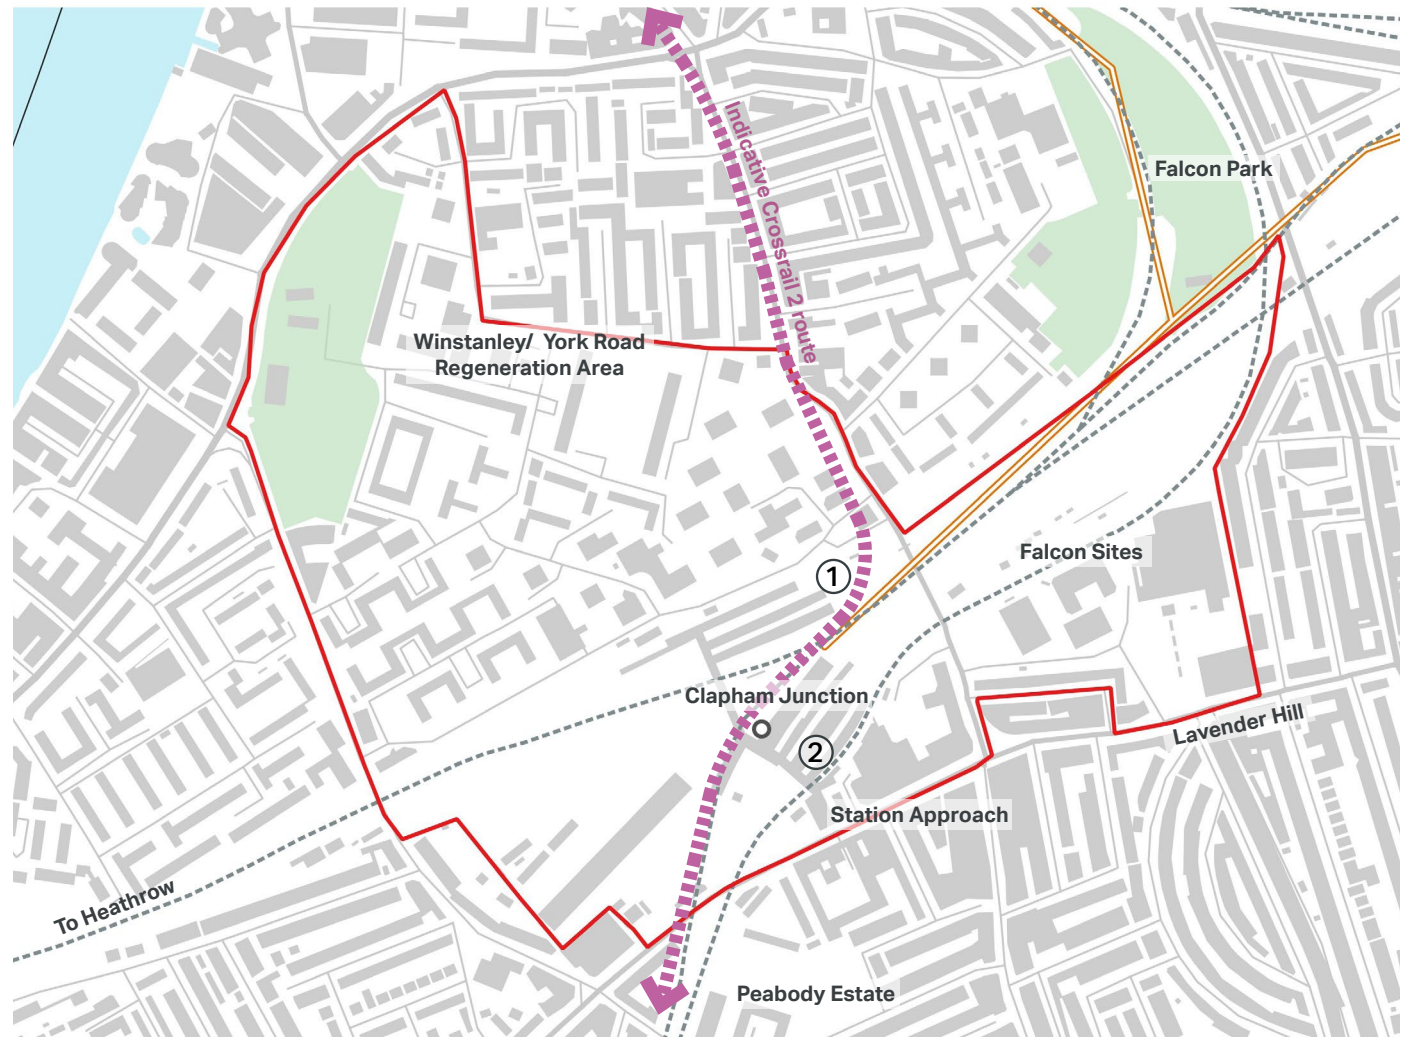 Indicative Crossrail 2 route
Falcon Park
Winstanley/ York Road
Regeneration Area
Falcon Sites
1
Clapham Junction
2
Lavender Hill
Station Approach
To Heathrow
Peabody Estate